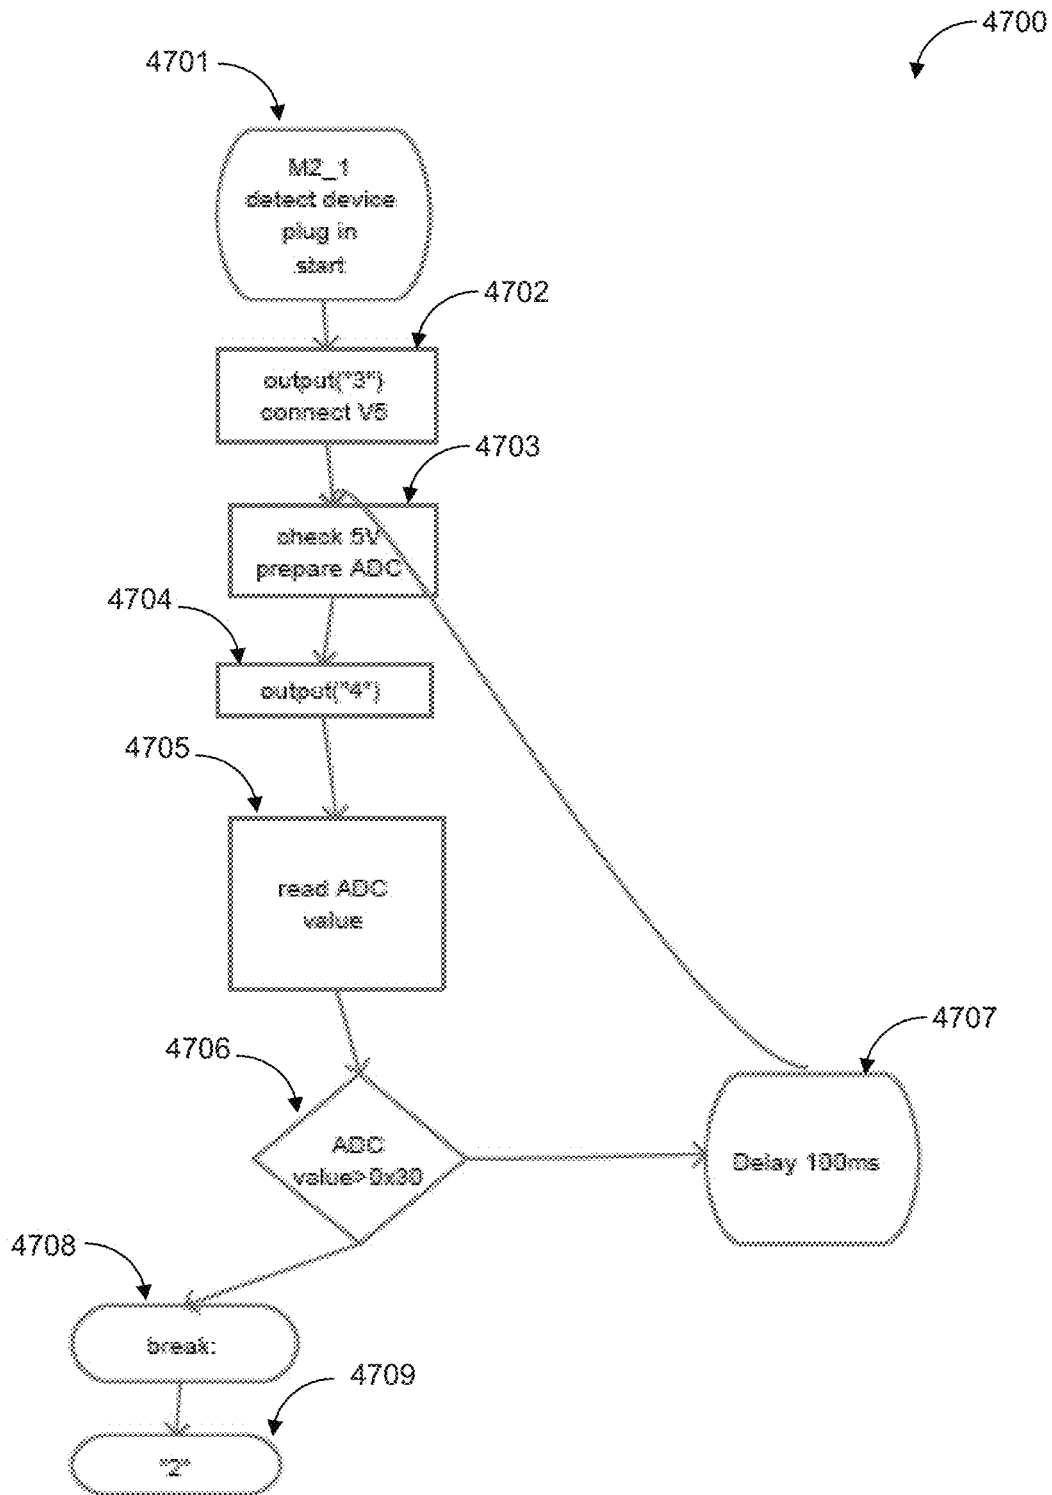 4700
4701
MZ_1
detect device
plug in
start
4702
output("3")
connect V5
4703
check 5V
prepare ADC
4704
output("4")
4705
read ADC
value
4706
ADC
value>0x30
4707
Delay 100ms
4708
break;
4709
"2"